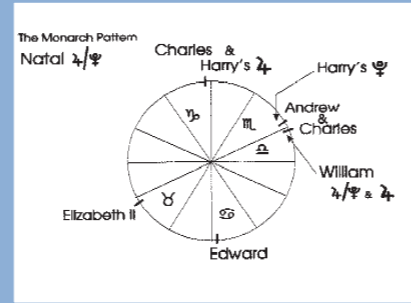 The Monarch Pattern
Natal ♃/♆
Charles &
Harry's ♃
Harry's ♆
Andrew
&
Charles
♑
♏
♎
William
♃/♆ & ♃
Elizabeth II
♉
♋
Edward